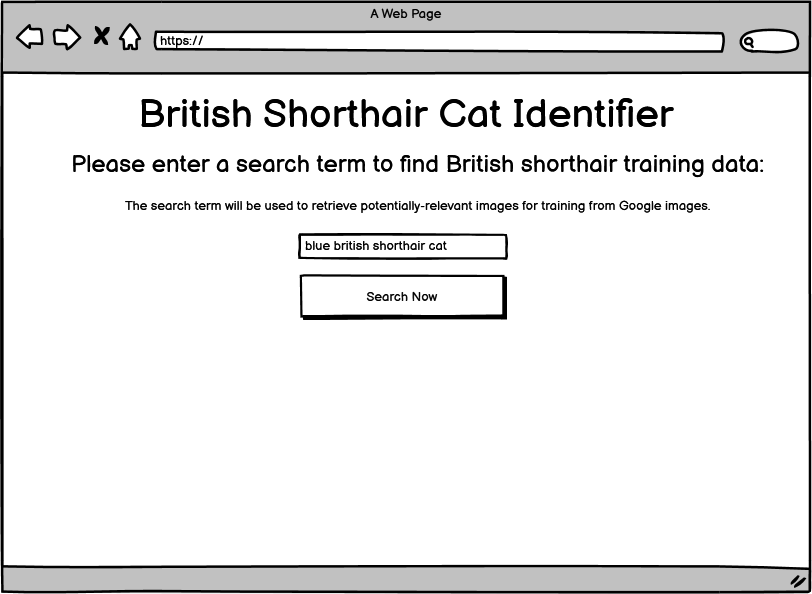 A Web Page
https://
British Shorthair Cat Identifier
Please enter a search term to find British shorthair training data:
The search term will be used to retrieve potentially-relevant images for training from Google images.
blue british shorthair cat
Search Now